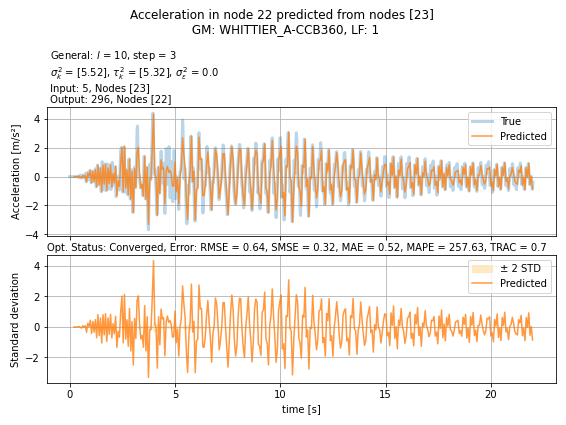 Acceleration in node 22 predicted from nodes [23]
GM: WHITTIER_A-CCB360, LF: 1
General: l = 10, step = 3
σ²ₖ = [5.52], τ²ₖ = [5.32], σ²ε = 0.0
Input: 5, Nodes [23]
Output: 296, Nodes [22]
Acceleration [m/s²]
4
2
0
−2
−4
True
Predicted
Opt. Status: Converged, Error: RMSE = 0.64, SMSE = 0.32, MAE = 0.52, MAPE = 257.63, TRAC = 0.7
Standard deviation
4
2
0
−2
± 2 STD
Predicted
0 5 10 15 20
time [s]